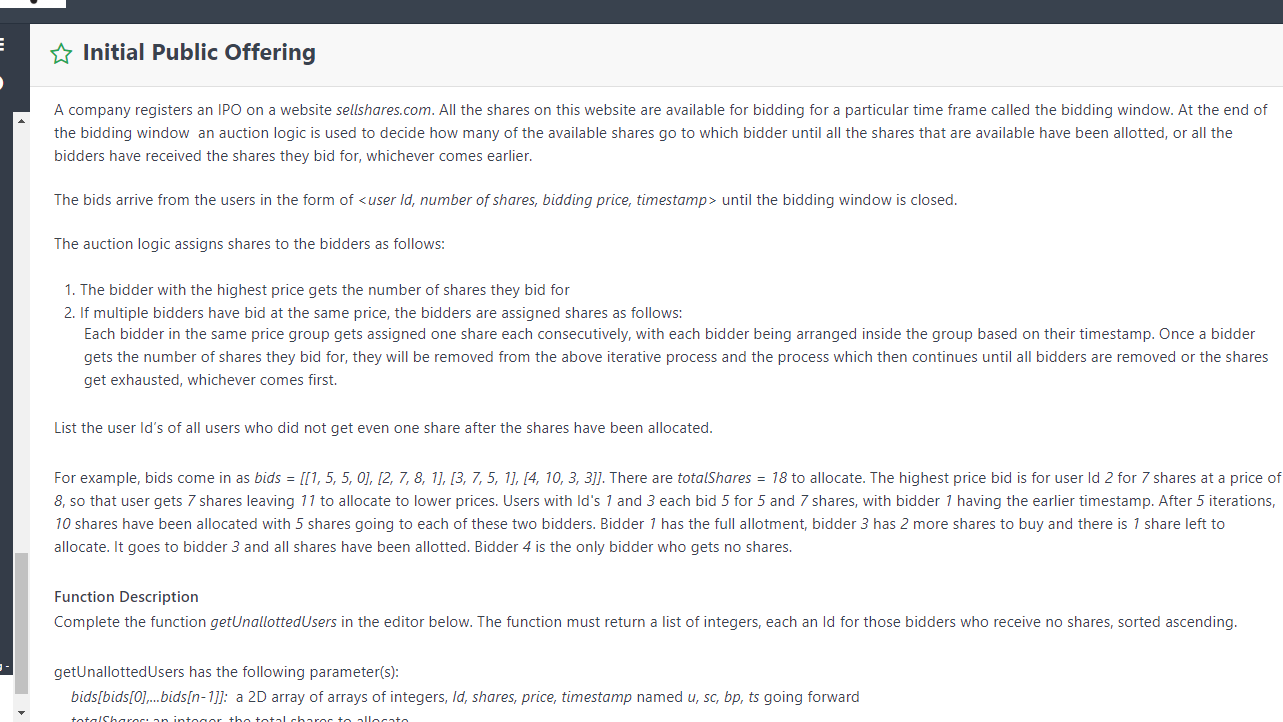 Initial Public Offering
A company registers an IPO on a website sellshares.com. All the shares on this website are available for bidding for a particular time frame called the bidding window. At the end of
the bidding window  an auction logic is used to decide how many of the available shares go to which bidder until all the shares that are available have been allotted, or all the
bidders have received the shares they bid for, whichever comes earlier.
The bids arrive from the users in the form of <user Id, number of shares, bidding price, timestamp> until the bidding window is closed.
The auction logic assigns shares to the bidders as follows:
1. The bidder with the highest price gets the number of shares they bid for
2. If multiple bidders have bid at the same price, the bidders are assigned shares as follows:
Each bidder in the same price group gets assigned one share each consecutively, with each bidder being arranged inside the group based on their timestamp. Once a bidder
gets the number of shares they bid for, they will be removed from the above iterative process and the process which then continues until all bidders are removed or the shares
get exhausted, whichever comes first.
List the user Id's of all users who did not get even one share after the shares have been allocated.
For example, bids come in as bids = [[1, 5, 5, 0], [2, 7, 8, 1], [3, 7, 5, 1], [4, 10, 3, 3]]. There are totalShares = 18 to allocate. The highest price bid is for user Id 2 for 7 shares at a price of
8, so that user gets 7 shares leaving 11 to allocate to lower prices. Users with Id's 1 and 3 each bid 5 for 5 and 7 shares, with bidder 1 having the earlier timestamp. After 5 iterations,
10 shares have been allocated with 5 shares going to each of these two bidders. Bidder 1 has the full allotment, bidder 3 has 2 more shares to buy and there is 1 share left to
allocate. It goes to bidder 3 and all shares have been allotted. Bidder 4 is the only bidder who gets no shares.
Function Description
Complete the function getUnallottedUsers in the editor below. The function must return a list of integers, each an Id for those bidders who receive no shares, sorted ascending.
getUnallottedUsers has the following parameter(s):
bids[bids[0],...bids[n-1]]:  a 2D array of arrays of integers, Id, shares, price, timestamp named u, sc, bp, ts going forward
totalShares: an integer, the total shares to allocate